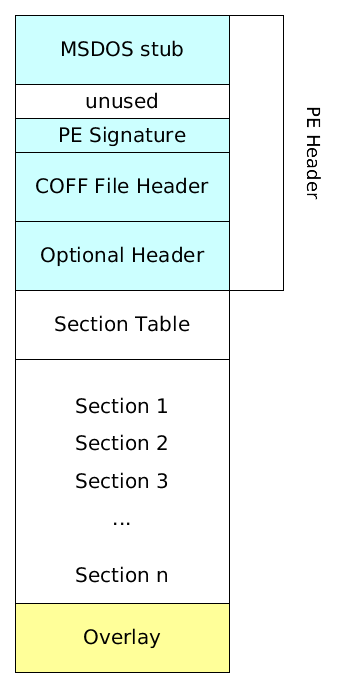 MSDOS stub
unused
PE Signature
COFF File Header
Optional Header
PE Header
Section Table
Section 1
Section 2
Section 3
...
Section n
Overlay